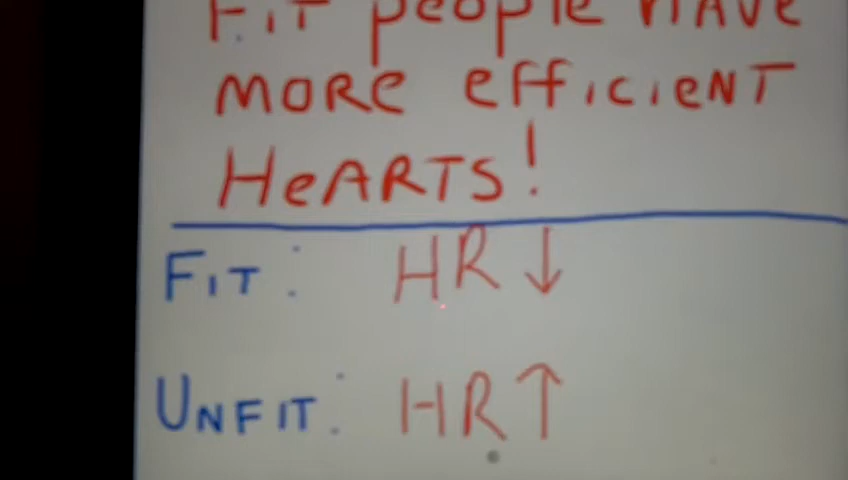 FiT people HAVE
MORe efficieNT
HeARTS!
FiT: HR ↓
UNFIT: HR ↑